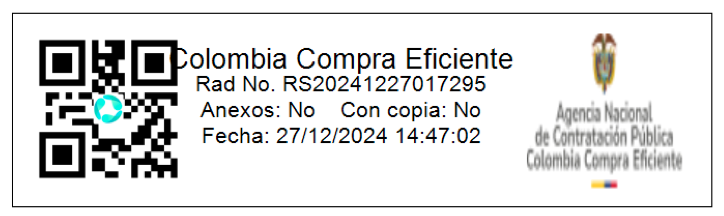 Colombia Compra Eficiente
Rad No. RS20241227017295
Anexos: No Con copia: No
Fecha: 27/12/2024 14:47:02
Agencia Nacional
de Contratación Pública
Colombia Compra Eficiente